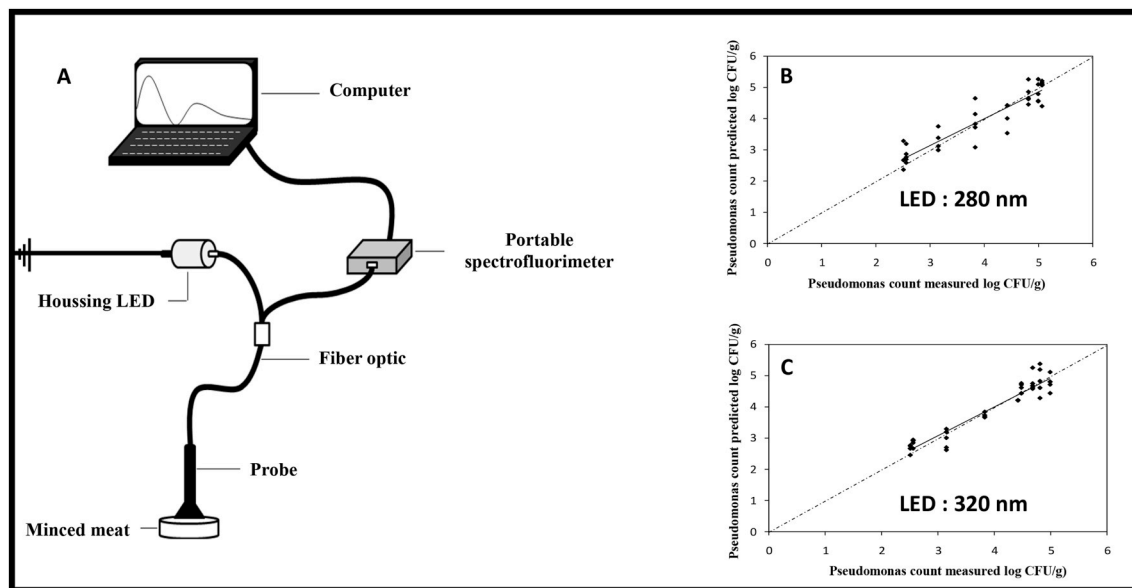 A
Computer
Portable
spectrofluorimeter
Houssing LED
Fiber optic
Probe
Minced meat
B
Pseudomonas count predicted log CFU/g)
6
5
4
3
2
1
0
LED : 280 nm
0 1 2 3 4 5 6
Pseudomonas count measured log CFU/g)
C
Pseudomonas count predicted log CFU/g)
6
5
4
3
2
1
0
LED : 320 nm
0 1 2 3 4 5 6
Pseudomonas count measured log CFU/g)